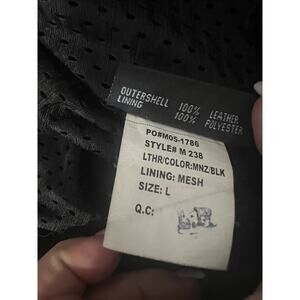 OUTERSHELL 100% LEATHER
LINING 100% POLYESTER
PO#M05-1786
STYLE# M 238
LTHR/COLOR:MNZ/BLK
LINING: MESH
SIZE: L
Q.C: